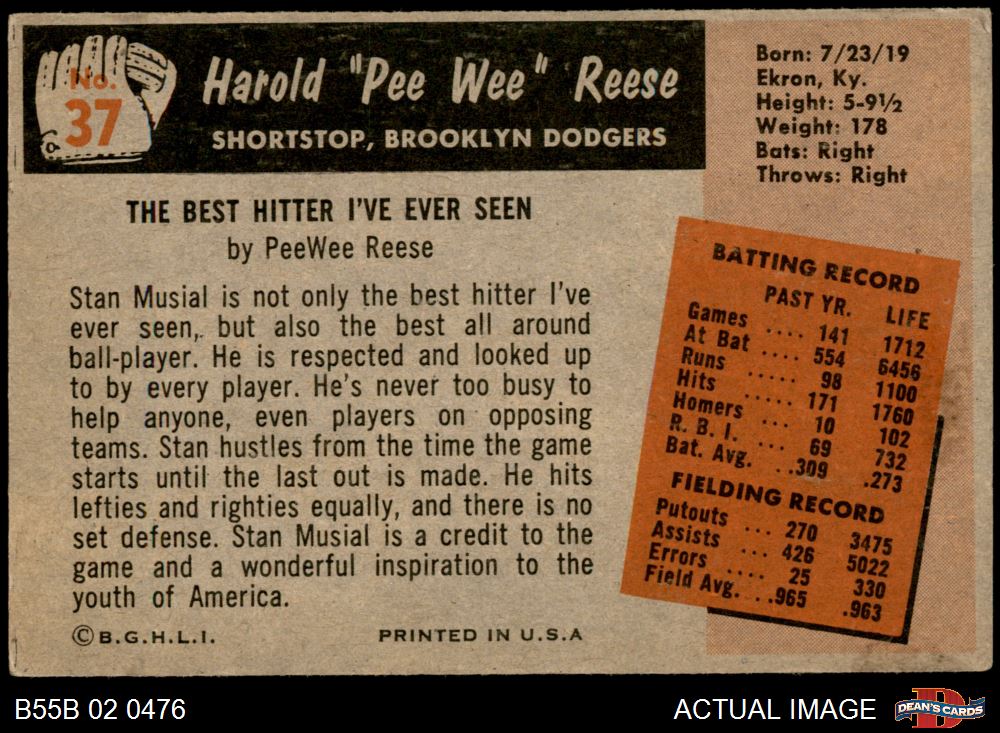 No.
37
Harold "Pee Wee" Reese
SHORTSTOP, BROOKLYN DODGERS
Born: 7/23/19
Ekron, Ky.
Height: 5-9½
Weight: 178
Bats: Right
Throws: Right
THE BEST HITTER I'VE EVER SEEN
by PeeWee Reese
Stan Musial is not only the best hitter I've
ever seen, but also the best all around
ball-player. He is respected and looked up
to by every player. He's never too busy to
help anyone, even players on opposing
teams. Stan hustles from the time the game
starts until the last out is made. He hits
lefties and righties equally, and there is no
set defense. Stan Musial is a credit to the
game and a wonderful inspiration to the
youth of America.
© B.G.H.L.I.
PRINTED IN U.S.A
BATTING RECORD
PAST YR. LIFE
Games .... 141 1712
At Bat .... 554 6456
Runs ..... 98 1100
Hits ..... 171 1760
Homers ... 10 102
R. B. I. ... 69 732
Bat. Avg. ...309 .273
FIELDING RECORD
Putouts ... 270 3475
Assists ... 426 5022
Errors .... 25 330
Field Avg. ..965 .963
B55B 02 0476
ACTUAL IMAGE
DEAN'S CARDS